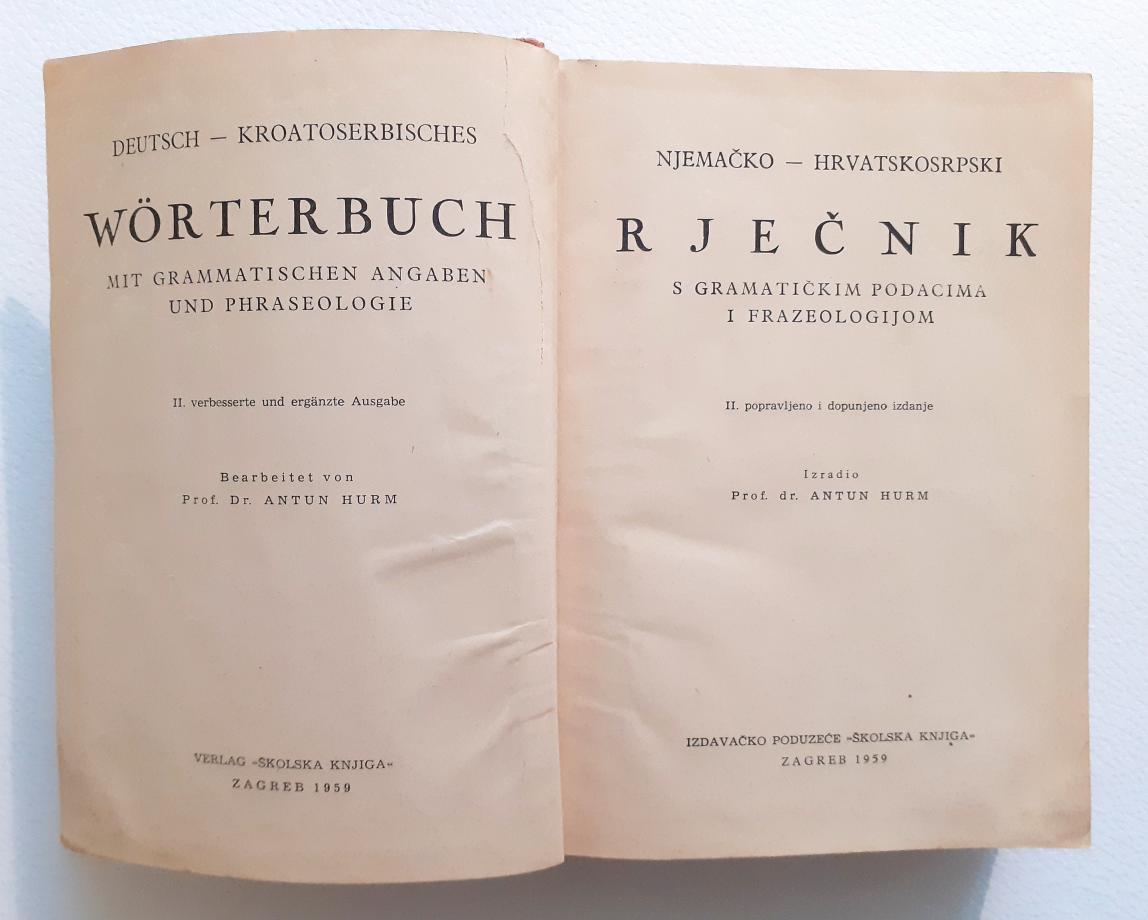 DEUTSCH — KROATOSERBISCHES
WÖRTERBUCH
MIT GRAMMATISCHEN ANGABEN
UND PHRASEOLOGIE
II. verbesserte und ergänzte Ausgabe
Bearbeitet von
Prof. Dr. ANTUN HURM
VERLAG »ŠKOLSKA KNJIGA«
ZAGREB 1959
NJEMAČKO — HRVATSKOSRPSKI
RJEČNIK
S GRAMATIČKIM PODACIMA
I FRAZEOLOGIJOM
II. popravljeno i dopunjeno izdanje
Izradio
Prof. dr. ANTUN HURM
IZDAVAČKO PODUZEĆE »ŠKOLSKA KNJIGA«
ZAGREB 1959